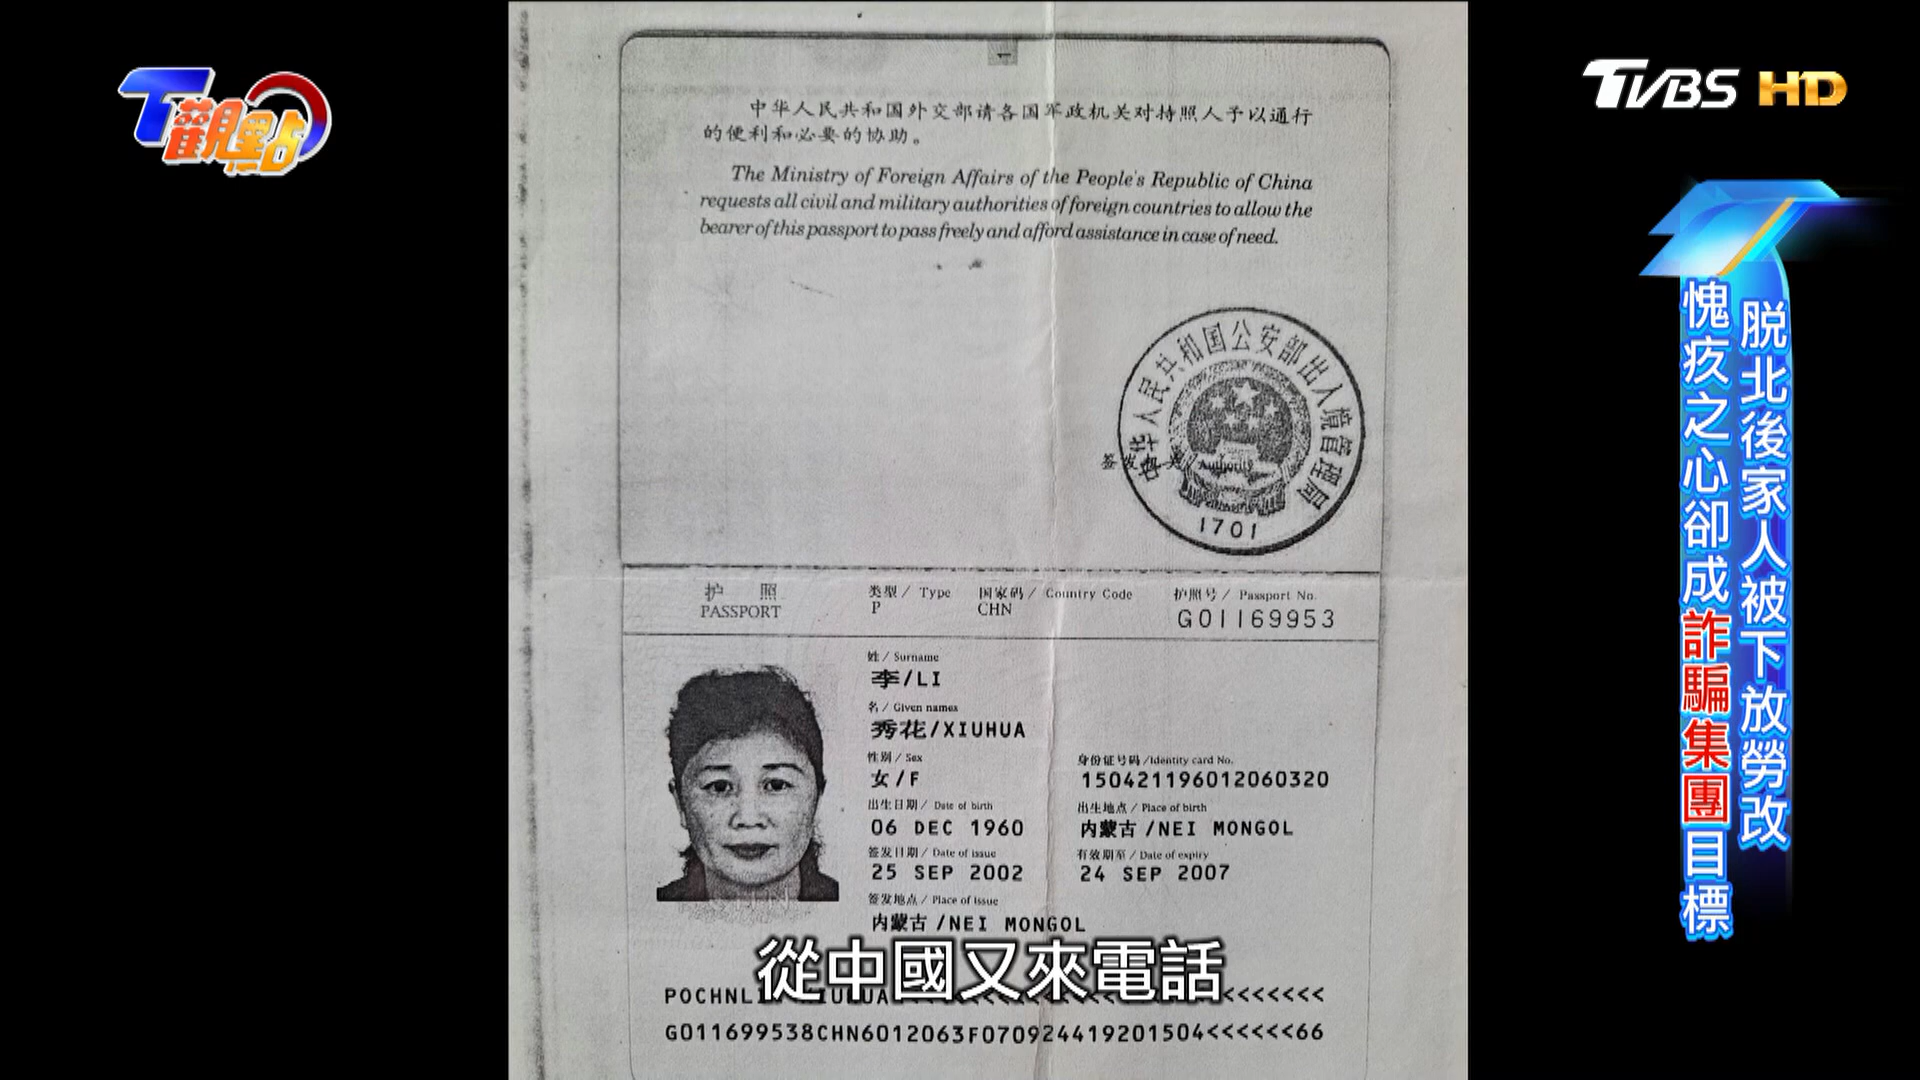 T觀點
TVBS HD
脱北後家人被下放勞改
愧疚之心卻成詐騙集團目標
中华人民共和国外交部请各国军政机关对持照人予以通行
的便利和必要的协助。
The Ministry of Foreign Affairs of the People's Republic of China
requests all civil and military authorities of foreign countries to allow the
bearer of this passport to pass freely and afford assistance in case of need.
中华人民共和国公安部出入境管理局
签发机关 Authority
1701
护照 类型 / Type 国家码 / Country Code 护照号 / Passport No.
PASSPORT P CHN G01169953
姓 / Surname
李/LI
名 / Given names
秀花/XIUHUA
性别 / Sex 身份证号码 /Identity card No.
女/F 150421196012060320
出生日期 / Date of birth 出生地点 / Place of birth
06 DEC 1960 内蒙古/NEI MONGOL
签发日期 / Date of issue 有效期至 / Date of expiry
25 SEP 2002 24 SEP 2007
签发地点 / Place of issue
内蒙古/NEI MONGOL
從中國又來電話
G011699538CHN6012063F070924419201504<<<<<<66